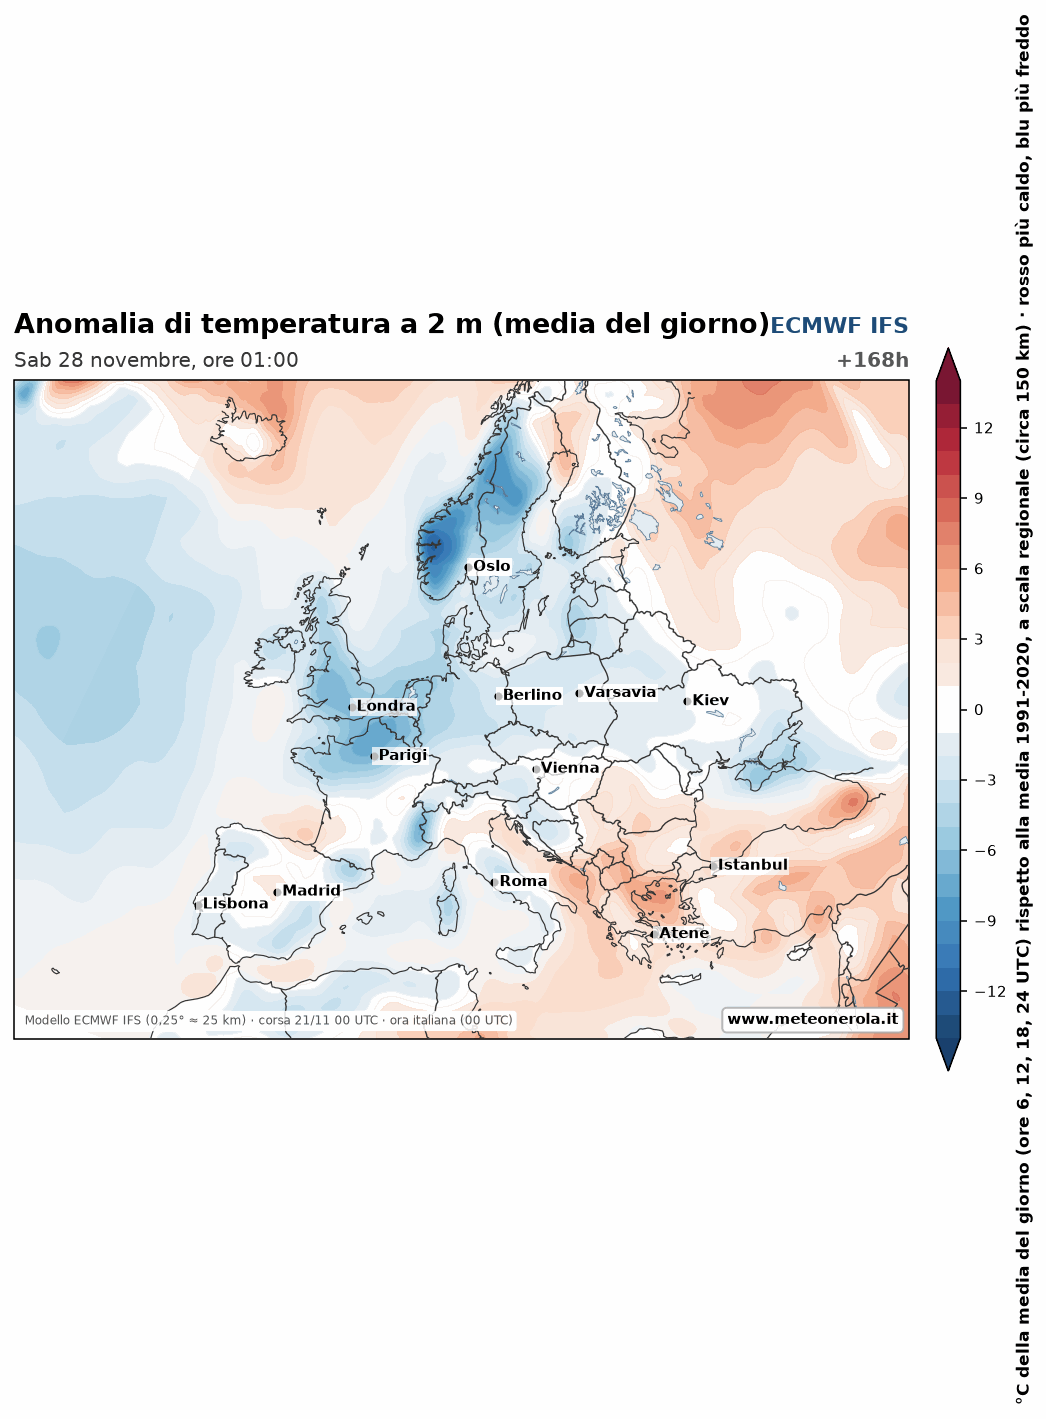 Anomalia di temperatura a 2 m (media del giorno)
ECMWF IFS
Sab 28 novembre, ore 01:00
+168h
Oslo
Londra
Berlino
Varsavia
Kiev
Parigi
Vienna
Istanbul
Madrid
Roma
Lisbona
Atene
Modello ECMWF IFS (0,25° ≈ 25 km) · corsa 21/11 00 UTC · ora italiana (00 UTC)
www.meteonerola.it
12
9
6
3
0
−3
−6
−9
−12
°C della media del giorno (ore 6, 12, 18, 24 UTC) rispetto alla media 1991-2020, a scala regionale (circa 150 km) · rosso più caldo, blu più freddo